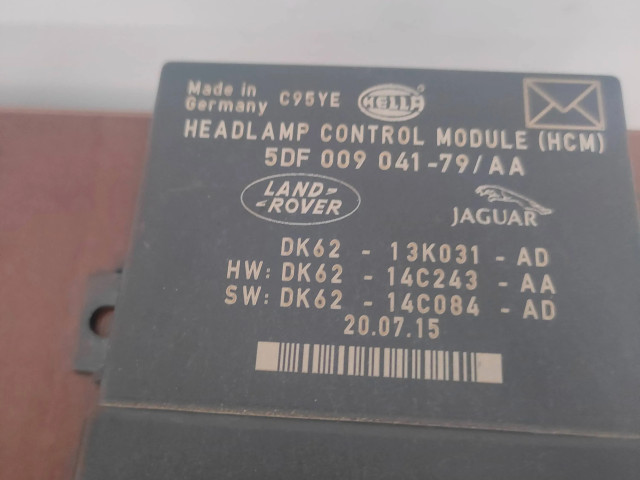 Made in
Germany C95YE HELLA
HEADLAMP CONTROL MODULE (HCM)
5DF 009 041-79/AA
LAND-
-ROVER
JAGUAR
DK62 - 13K031 - AD
HW: DK62 - 14C243 - AA
SW: DK62 - 14C084 - AD
20.07.15